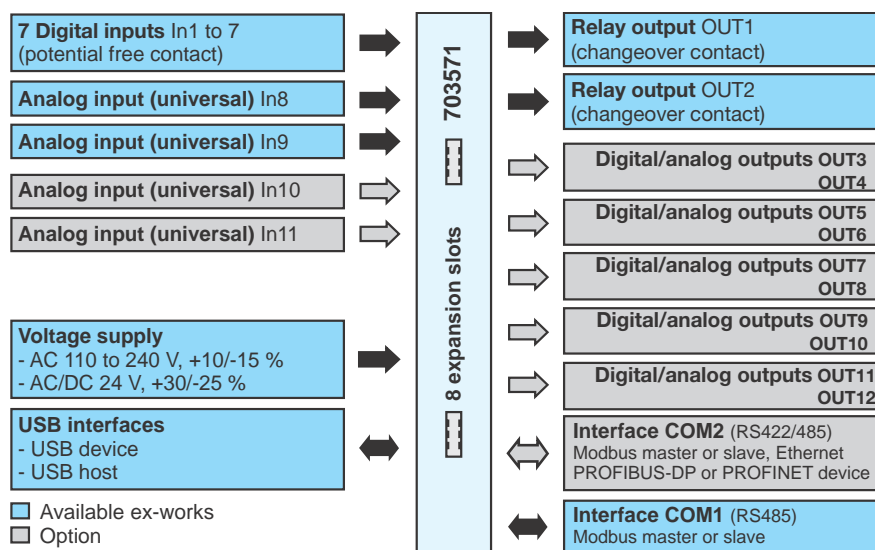 7 Digital inputs In1 to 7
(potential free contact)
Analog input (universal) In8
Analog input (universal) In9
Analog input (universal) In10
Analog input (universal) In11
Voltage supply
- AC 110 to 240 V, +10/-15 %
- AC/DC 24 V, +30/-25 %
USB interfaces
- USB device
- USB host
Available ex-works
Option
703571
8 expansion slots
Relay output OUT1
(changeover contact)
Relay output OUT2
(changeover contact)
Digital/analog outputs OUT3
OUT4
Digital/analog outputs OUT5
OUT6
Digital/analog outputs OUT7
OUT8
Digital/analog outputs OUT9
OUT10
Digital/analog outputs OUT11
OUT12
Interface COM2 (RS422/485)
Modbus master or slave, Ethernet
PROFIBUS-DP or PROFINET device
Interface COM1 (RS485)
Modbus master or slave